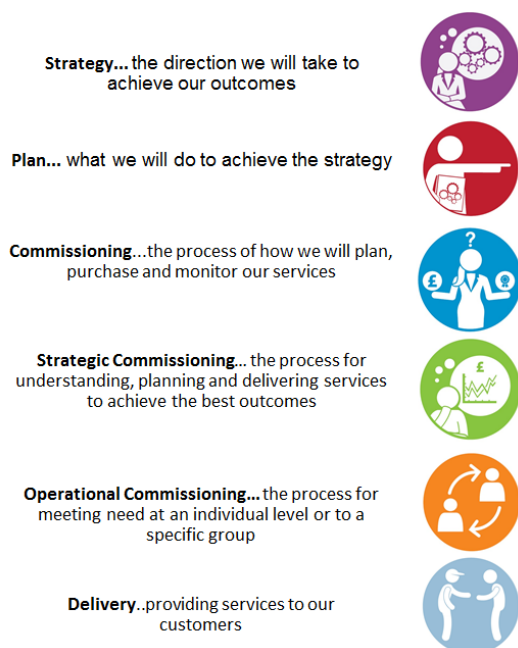 Strategy... the direction we will take to
achieve our outcomes
Plan... what we will do to achieve the strategy
Commissioning...the process of how we will plan,
purchase and monitor our services
?
£
Strategic Commissioning... the process for
understanding, planning and delivering services
to achieve the best outcomes
£
Operational Commissioning... the process for
meeting need at an individual level or to a
specific group
Delivery..providing services to our
customers